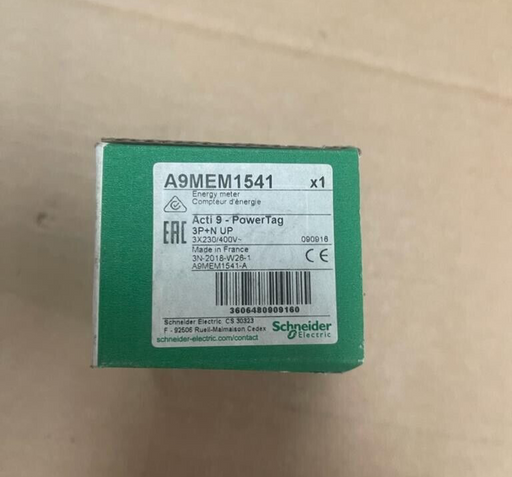 A9MEM1541 x1
Energy meter
Compteur d'énergie
Acti 9 - PowerTag
EAC 3P+N UP
3X230/400V~ 090916
Made in France
3N-2018-W28-1 CE
A9MEM1541-A
3606480909160
Schneider Electric CS 30323
F - 92506 Rueil-Malmaison Cedex
schneider-electric.com/contact
Schneider
Electric